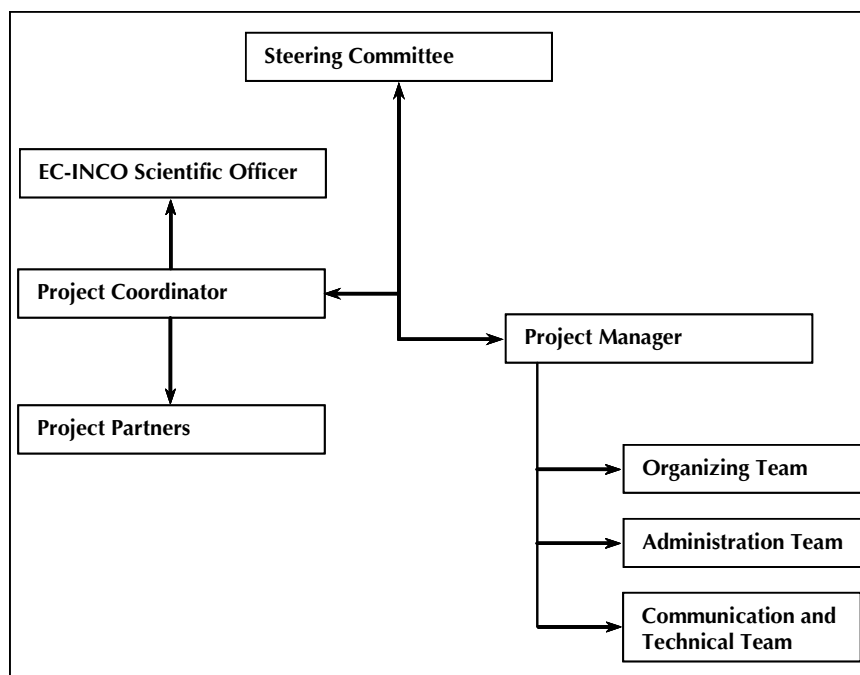 Steering Committee
EC-INCO Scientific Officer
Project Coordinator
Project Manager
Project Partners
Organizing Team
Administration Team
Communication and
Technical Team